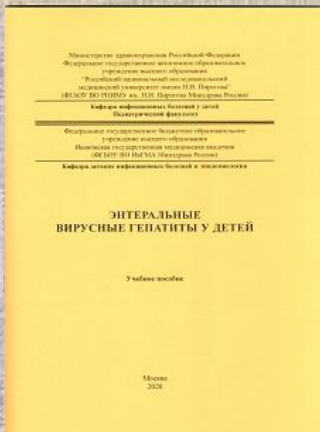 Министерство здравоохранения Российской Федерации
Федеральное государственное автономное образовательное
учреждение высшего образования
"Российский национальный исследовательский
медицинский университет имени Н.И. Пирогова"
(ФГАОУ ВО РНИМУ им. Н.И. Пирогова Минздрава России)
Кафедра инфекционных болезней у детей
Педиатрический факультет
Федеральное государственное бюджетное образовательное
учреждение высшего образования
Ивановская государственная медицинская академия
(ФГБОУ ВО ИвГМА Минздрава России)
Кафедра детских инфекционных болезней и эпидемиологии
ЭНТЕРАЛЬНЫЕ
ВИРУСНЫЕ ГЕПАТИТЫ У ДЕТЕЙ
Учебное пособие
Москва
2020